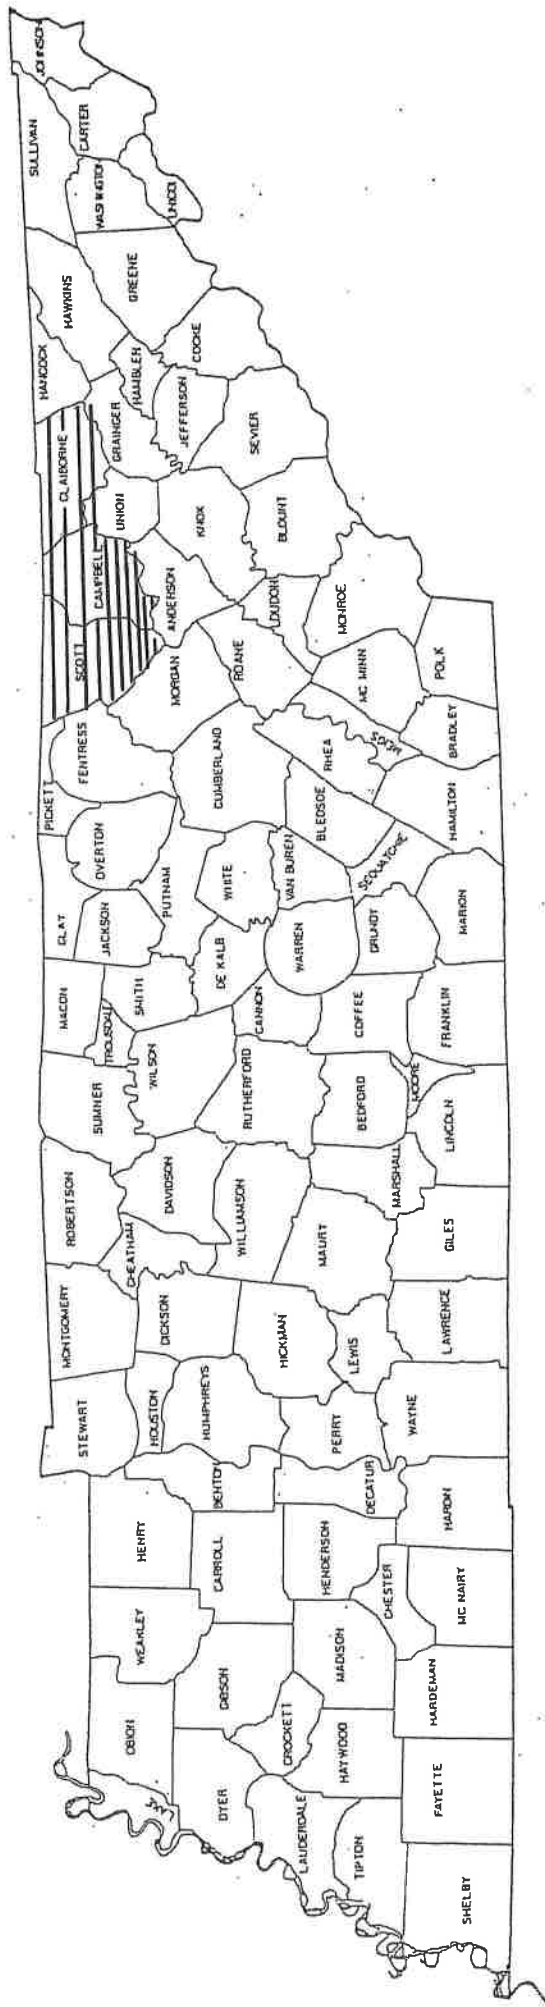 JOHNSON
SULLIVAN
CARTER
WASHINGTON
UNICOI
HAWKINS
GREENE
HANCOCK
HAMBLEN
COCKE
CLAIBORNE
GRAINGER
JEFFERSON
SEVIER
UNION
KNOX
BLOUNT
CAMPBELL
ANDERSON
LOUDON
MONROE
SCOTT
MORGAN
ROANE
MC MINN
POLK
PICKETT
FENTRESS
CUMBERLAND
RHEA
MEIGS
BRADLEY
OVERTON
BLEDSOE
HAMILTON
CLAY
JACKSON
PUTNAM
WHITE
VAN BUREN
SEQUATCHIE
DE KALB
WARREN
GRUNDY
MARION
MACON
TROUSDALE
SMITH
CANNON
COFFEE
FRANKLIN
SUMNER
WILSON
RUTHERFORD
BEDFORD
MOORE
LINCOLN
ROBERTSON
DAVIDSON
WILLIAMSON
MARSHALL
CHEATHAM
MAURY
GILES
MONTGOMERY
DICKSON
HICKMAN
LEWIS
LAWRENCE
STEWART
HOUSTON
HUMPHREYS
PERRY
WAYNE
HENRY
BENTON
DECATUR
HARDIN
CARROLL
HENDERSON
CHESTER
MC NAIRY
WEAKLEY
GIBSON
MADISON
HARDEMAN
OBION
CROCKETT
HAYWOOD
LAKE
DYER
LAUDERDALE
TIPTON
FAYETTE
SHELBY